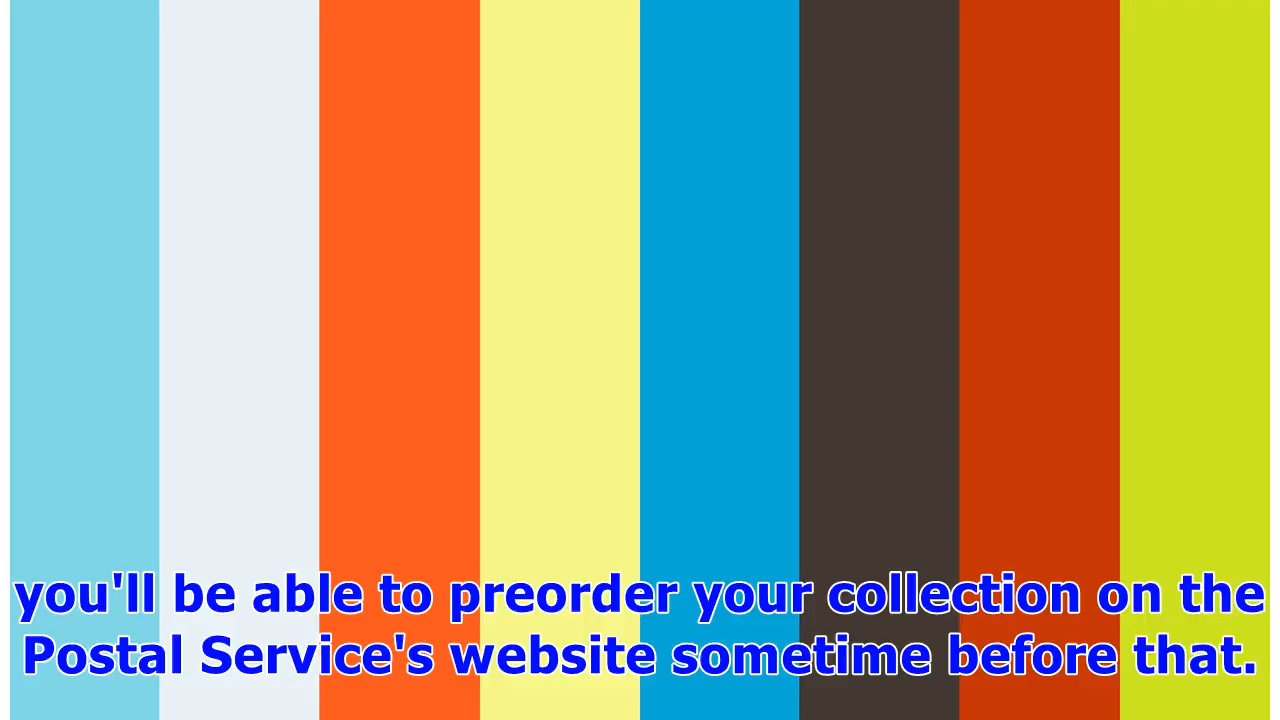 you'll be able to preorder your collection on the
Postal Service's website sometime before that.